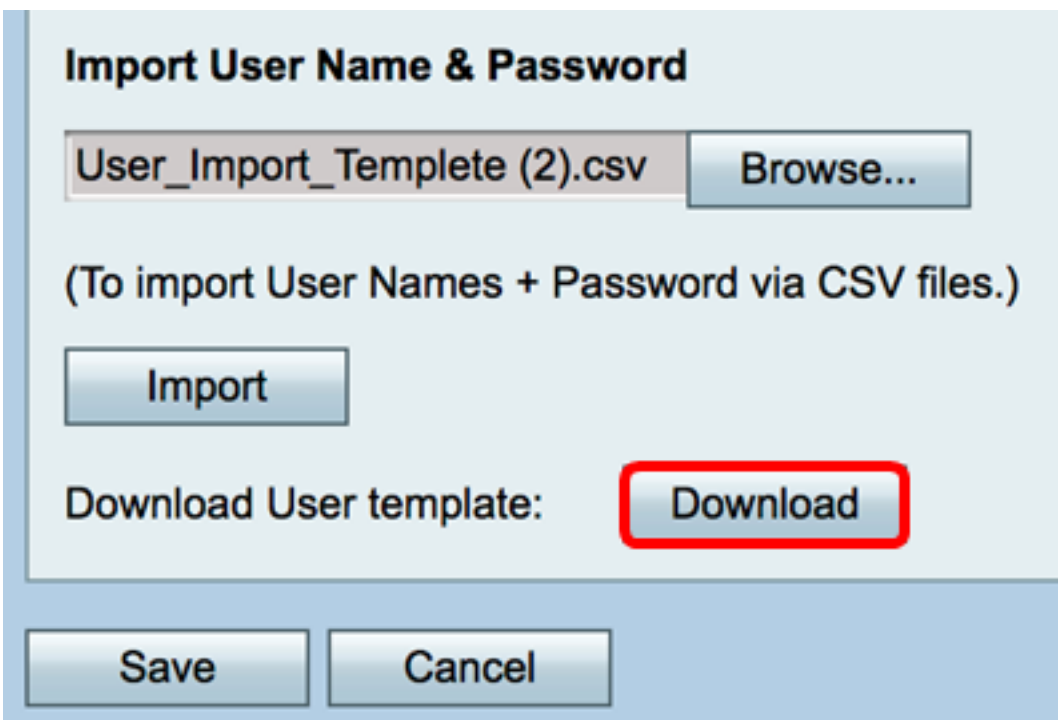 Import User Name & Password
User_Import_Templete (2).csv Browse...
(To import User Names + Password via CSV files.)
Import
Download User template: Download
Save Cancel